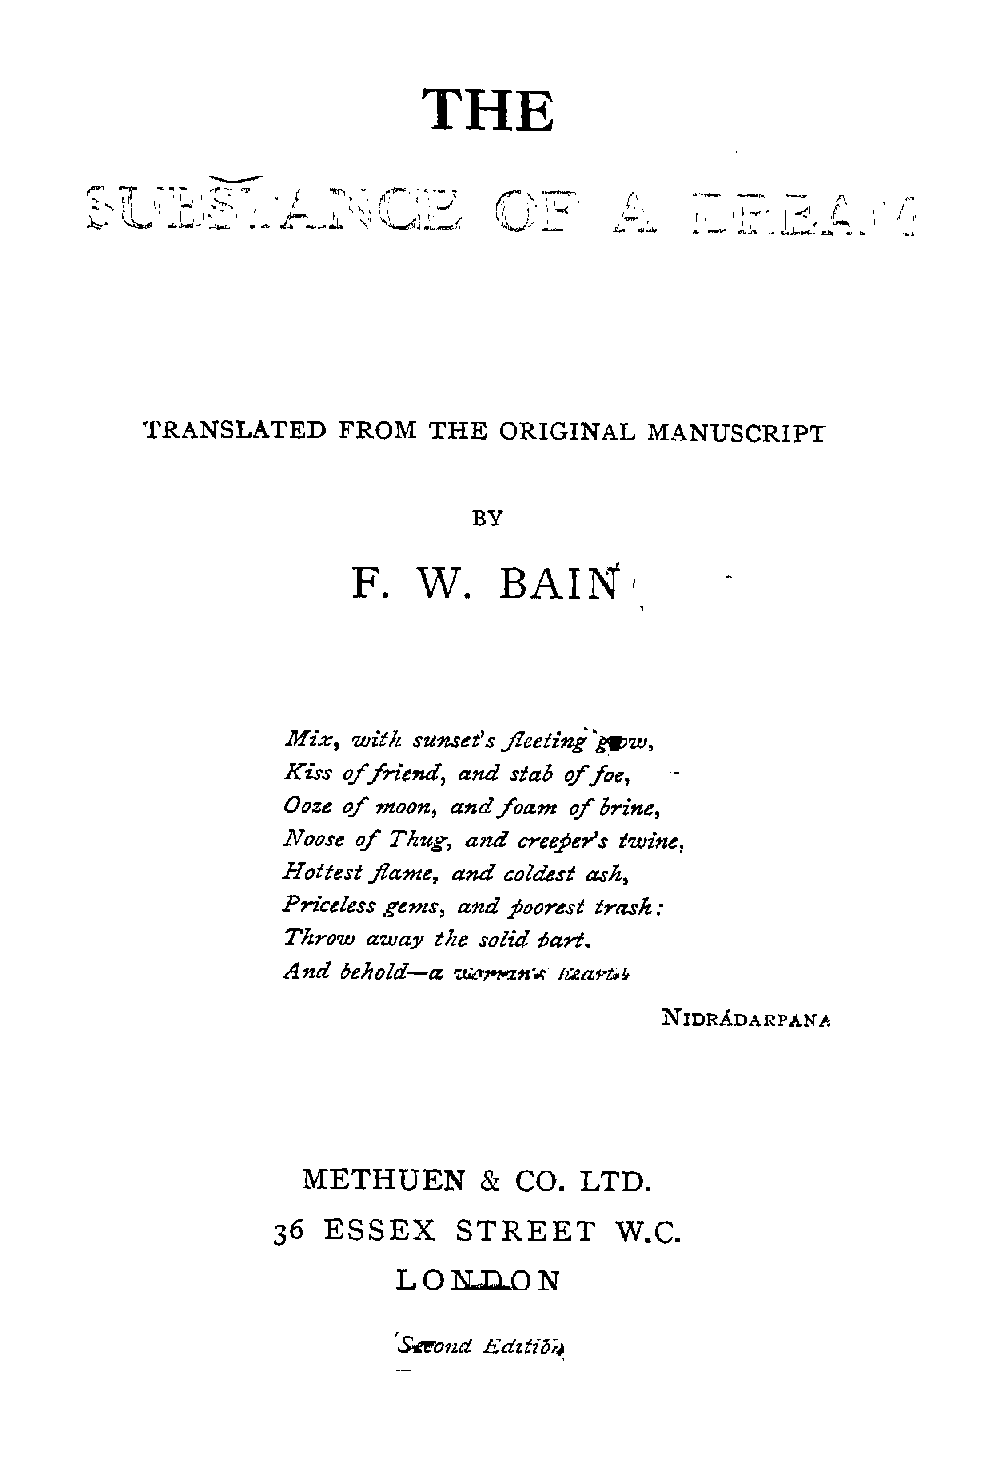 THE
SUBSTANCE OF A DREAM
TRANSLATED FROM THE ORIGINAL MANUSCRIPT
BY
F. W. BAIN
Mix, with sunset's fleeting glow,
Kiss of friend, and stab of foe,
Ooze of moon, and foam of brine,
Noose of Thug, and creeper's twine,
Hottest flame, and coldest ash,
Priceless gems, and poorest trash:
Throw away the solid part,
And behold—a woman's heart
NIDRÁDARPANA
METHUEN & CO. LTD.
36 ESSEX STREET W.C.
LONDON
Second Edition